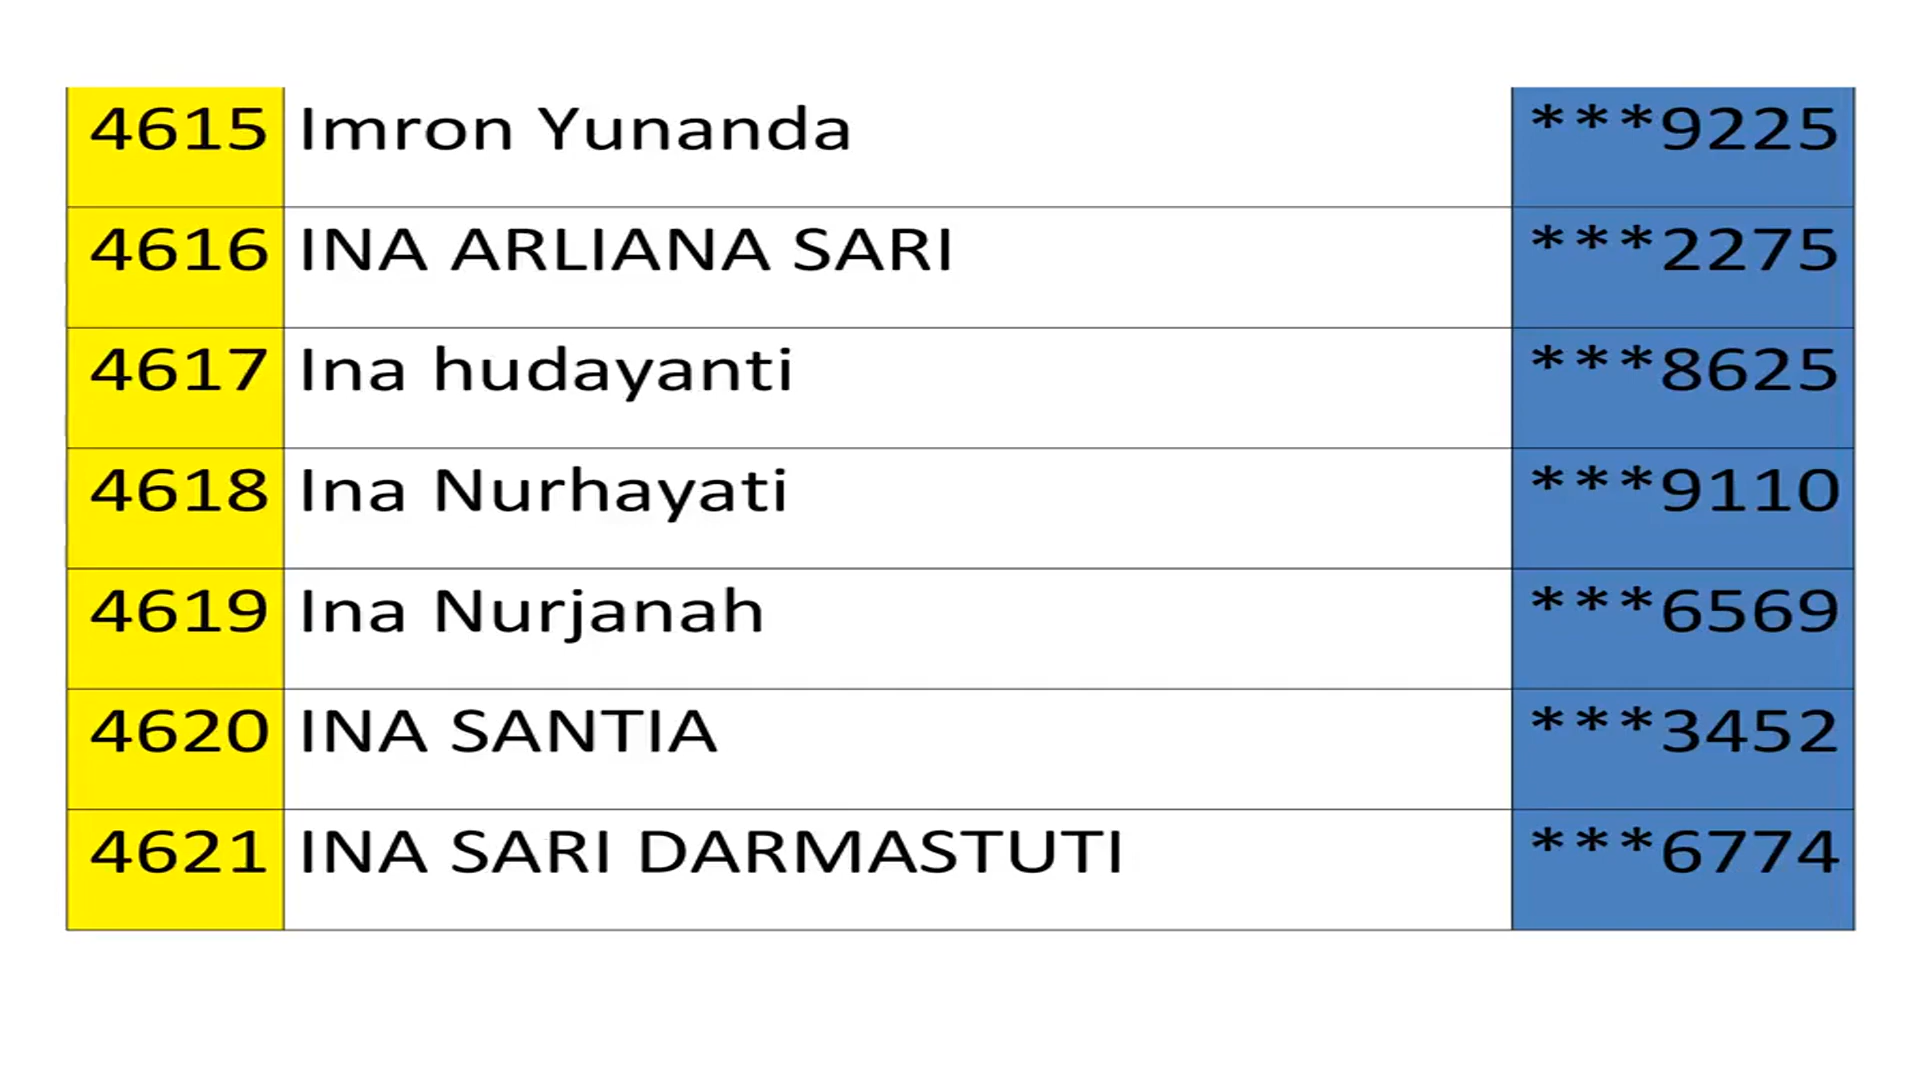 4615 Imron Yunanda ***9225
4616 INA ARLIANA SARI ***2275
4617 Ina hudayanti ***8625
4618 Ina Nurhayati ***9110
4619 Ina Nurjanah ***6569
4620 INA SANTIA ***3452
4621 INA SARI DARMASTUTI ***6774